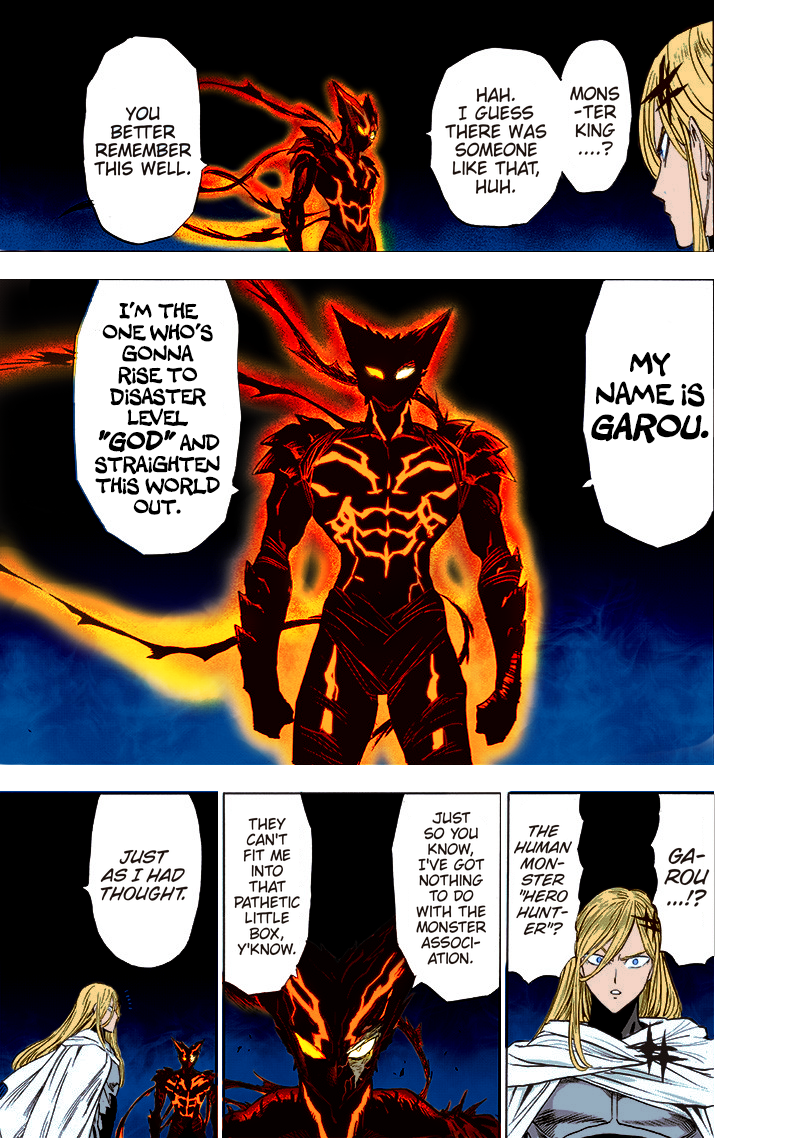 MONS
-TER
KING
....?
HAH.
I GUESS
THERE WAS
SOMEONE
LIKE THAT,
HUH.
YOU
BETTER
REMEMBER
THIS WELL.
MY
NAME IS
GAROU.
I'M THE
ONE WHO'S
GONNA
RISE TO
DISASTER
LEVEL
"GOD" AND
STRAIGHTEN
THIS WORLD
OUT.
GA-
ROU
...!?
THE
HUMAN
MON-
STER
"HERO
HUNT-
ER"?
JUST
SO YOU
KNOW,
I'VE GOT
NOTHING
TO DO
WITH THE
MONSTER
ASSOCI-
ATION.
THEY
CAN'T
FIT ME
INTO
THAT
PATHETIC
LITTLE
BOX,
Y'KNOW.
JUST
AS I HAD
THOUGHT.